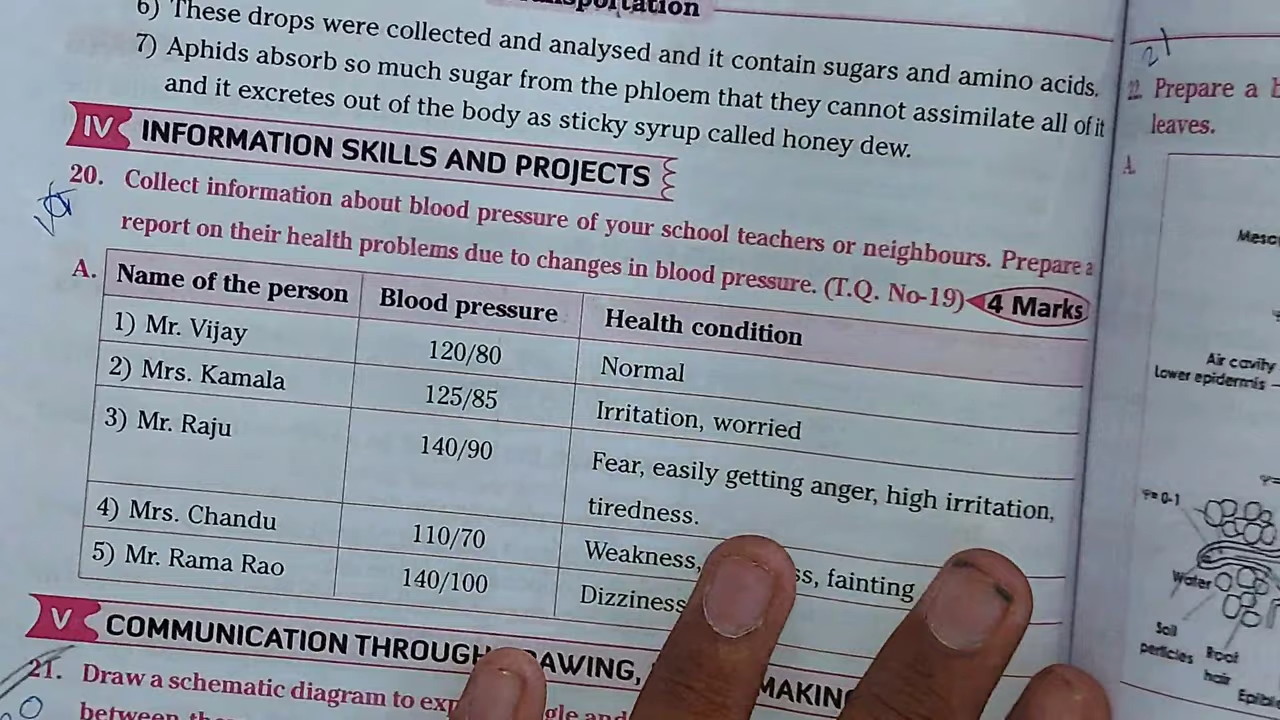 6) These drops were collected and analysed and it contain sugars and amino acids.
7) Aphids absorb so much sugar from the phloem that they cannot assimilate all of it
and it excretes out of the body as sticky syrup called honey dew.
IV INFORMATION SKILLS AND PROJECTS
20. Collect information about blood pressure of your school teachers or neighbours. Prepare a
report on their health problems due to changes in blood pressure. (T.Q. No-19) 4 Marks
A. Name of the person Blood pressure Health condition
1) Mr. Vijay 120/80 Normal
2) Mrs. Kamala 125/85 Irritation, worried
3) Mr. Raju 140/90 Fear, easily getting anger, high irritation,
tiredness.
4) Mrs. Chandu 110/70 Weakness, fainting
5) Mr. Rama Rao 140/100 Dizziness
V COMMUNICATION THROUGH
21. Draw a schematic diagram to
between
21
22. Prepare a
leaves.
A.
Air cavity
Lower epidermis
Water
Soil
particles
Root
hair